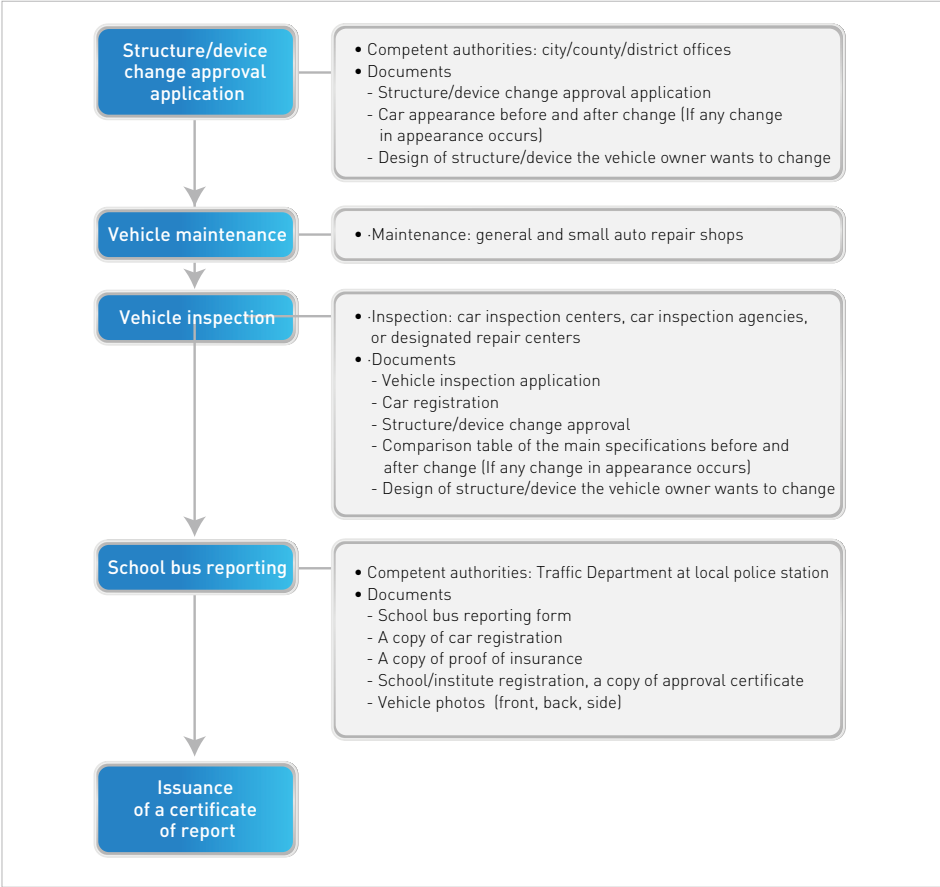 Structure/device
change approval
application
• Competent authorities: city/county/district offices
• Documents
- Structure/device change approval application
- Car appearance before and after change (If any change
in appearance occurs)
- Design of structure/device the vehicle owner wants to change
Vehicle maintenance
• ·Maintenance: general and small auto repair shops
Vehicle inspection
• ·Inspection: car inspection centers, car inspection agencies,
or designated repair centers
• ·Documents
- Vehicle inspection application
- Car registration
- Structure/device change approval
- Comparison table of the main specifications before and
after change (If any change in appearance occurs)
- Design of structure/device the vehicle owner wants to change
School bus reporting
• Competent authorities: Traffic Department at local police station
• Documents
- School bus reporting form
- A copy of car registration
- A copy of proof of insurance
- School/institute registration, a copy of approval certificate
- Vehicle photos (front, back, side)
Issuance
of a certificate
of report